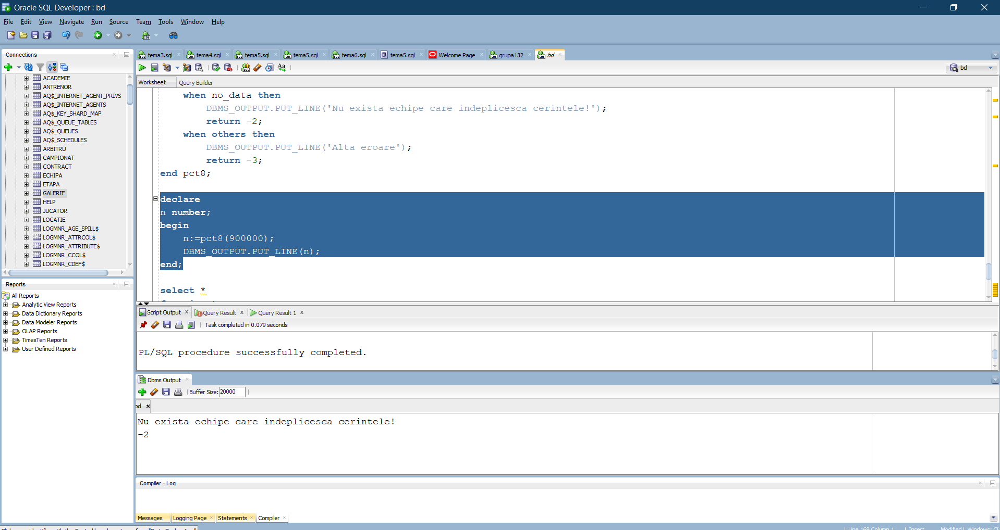 Oracle SQL Developer : bd
File Edit View Navigate Run Source Team Tools Window Help
Connections
ACADEMIE
ANTRENOR
AQ$_INTERNET_AGENT_PRIVS
AQ$_INTERNET_AGENTS
AQ$_KEY_SHARD_MAP
AQ$_QUEUE_TABLES
AQ$_QUEUES
AQ$_SCHEDULES
ARBITRU
CAMPIONAT
CONTRACT
ECHIPA
ETAPA
GALERIE
HELP
JUCATOR
LOCATIE
LOGMNR_AGE_SPILL$
LOGMNR_ATTRCOL$
LOGMNR_ATTRIBUTE$
LOGMNR_CCOL$
LOGMNR_CDEF$
Reports
All Reports
Analytic View Reports
Data Dictionary Reports
Data Modeler Reports
OLAP Reports
TimesTen Reports
User Defined Reports
tema3.sql tema4.sql tema5.sql tema5.sql tema6.sql tema5.sql Welcome Page grupa132 bd
bd
Worksheet Query Builder
when no_data then
DBMS_OUTPUT.PUT_LINE('Nu exista echipe care indeplicesca cerintele!');
return -2;
when others then
DBMS_OUTPUT.PUT_LINE('Alta eroare');
return -3;
end pct8;
declare
n number;
begin
n:=pct8(900000);
DBMS_OUTPUT.PUT_LINE(n);
end;
select *
Script Output Query Result Query Result 1
Task completed in 0.079 seconds
PL/SQL procedure successfully completed.
Dbms Output
Buffer Size: 20000
bd
Nu exista echipe care indeplicesca cerintele!
-2
Compiler - Log
Messages Logging Page Statements Compiler
Line 169 Column 1 Insert Modified Windows: